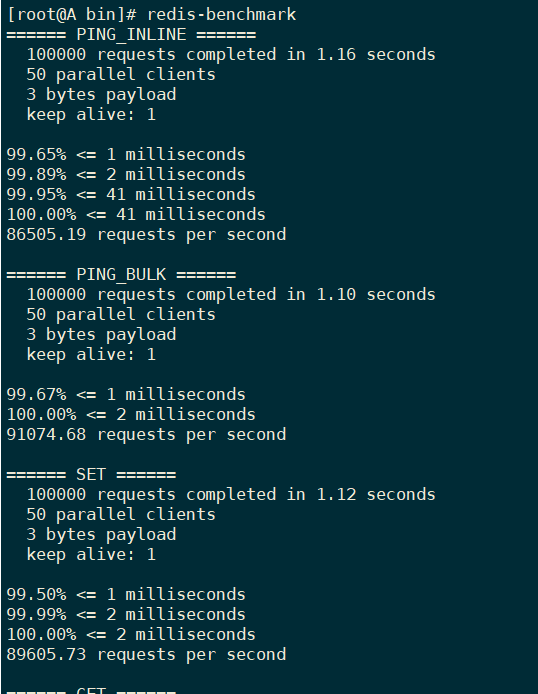 [root@A bin]# redis-benchmark
====== PING_INLINE ======
  100000 requests completed in 1.16 seconds
  50 parallel clients
  3 bytes payload
  keep alive: 1

99.65% <= 1 milliseconds
99.89% <= 2 milliseconds
99.95% <= 41 milliseconds
100.00% <= 41 milliseconds
86505.19 requests per second

====== PING_BULK ======
  100000 requests completed in 1.10 seconds
  50 parallel clients
  3 bytes payload
  keep alive: 1

99.67% <= 1 milliseconds
100.00% <= 2 milliseconds
91074.68 requests per second

====== SET ======
  100000 requests completed in 1.12 seconds
  50 parallel clients
  3 bytes payload
  keep alive: 1

99.50% <= 1 milliseconds
99.99% <= 2 milliseconds
100.00% <= 2 milliseconds
89605.73 requests per second

====== GET ======